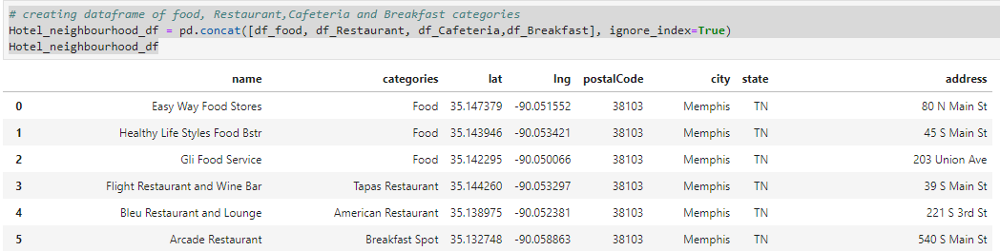 # creating dataframe of food, Restaurant,Cafeteria and Breakfast categories
Hotel_neighbourhood_df = pd.concat([df_food, df_Restaurant, df_Cafeteria,df_Breakfast], ignore_index=True)
Hotel_neighbourhood_df
name categories lat lng postalCode city state address
0 Easy Way Food Stores Food 35.147379 -90.051552 38103 Memphis TN 80 N Main St
1 Healthy Life Styles Food Bstr Food 35.143946 -90.053421 38103 Memphis TN 45 S Main St
2 Gli Food Service Food 35.142295 -90.050066 38103 Memphis TN 203 Union Ave
3 Flight Restaurant and Wine Bar Tapas Restaurant 35.144260 -90.053297 38103 Memphis TN 39 S Main St
4 Bleu Restaurant and Lounge American Restaurant 35.138975 -90.052381 38103 Memphis TN 221 S 3rd St
5 Arcade Restaurant Breakfast Spot 35.132748 -90.058863 38103 Memphis TN 540 S Main St